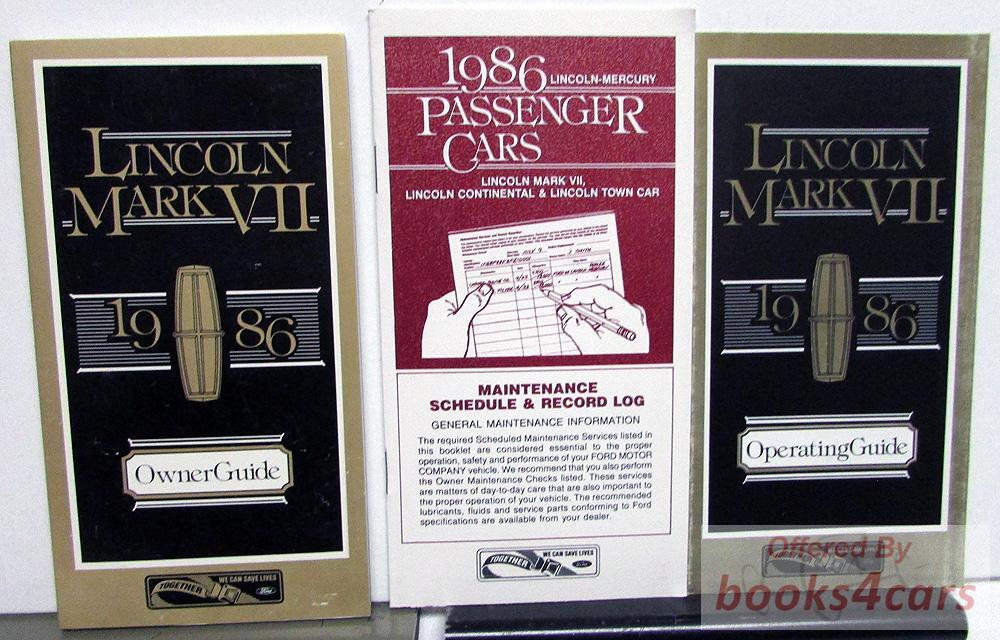 LINCOLN
MARK VII
19 86
OwnerGuide
TOGETHER WE CAN SAVE LIVES
Ford
1986 LINCOLN-MERCURY
PASSENGER
CARS
LINCOLN MARK VII,
LINCOLN CONTINENTAL & LINCOLN TOWN CAR
MAINTENANCE
SCHEDULE & RECORD LOG
GENERAL MAINTENANCE INFORMATION
The required Scheduled Maintenance Services listed in
this booklet are considered essential to the proper
operation, safety and performance of your FORD MOTOR
COMPANY vehicle. We recommend that you also perform
the Owner Maintenance Checks listed. These services
are matters of day-to-day care that are also important to
the proper operation of your vehicle. The recommended
lubricants, fluids and service parts conforming to Ford
specifications are available from your dealer.
TOGETHER WE CAN SAVE LIVES
Ford
LINCOLN
MARK VII
19 86
OperatingGuide
Offered By
books4cars